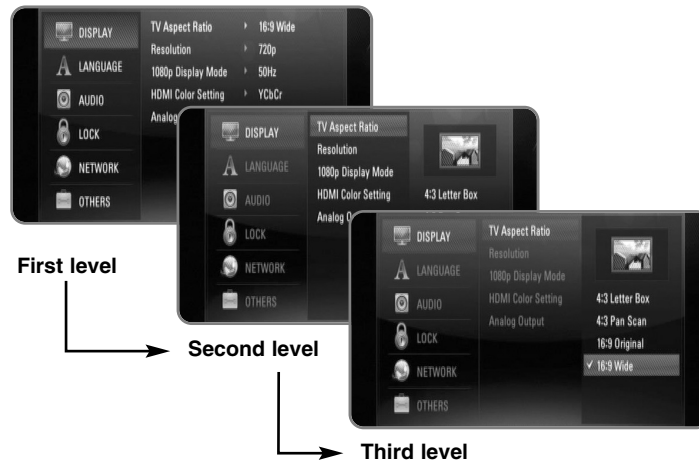 DISPLAY
LANGUAGE
AUDIO
LOCK
NETWORK
OTHERS
TV Aspect Ratio 16:9 Wide
Resolution 720p
1080p Display Mode 50Hz
HDMI Color Setting YCbCr
Analog
First level
DISPLAY
LANGUAGE
AUDIO
LOCK
NETWORK
OTHERS
TV Aspect Ratio
Resolution
1080p Display Mode
HDMI Color Setting
Analog O
4:3 Letter Box
Second level
DISPLAY
LANGUAGE
AUDIO
LOCK
NETWORK
OTHERS
TV Aspect Ratio
Resolution
1080p Display Mode
HDMI Color Setting
Analog Output
4:3 Letter Box
4:3 Pan Scan
16:9 Original
✓ 16:9 Wide
Third level